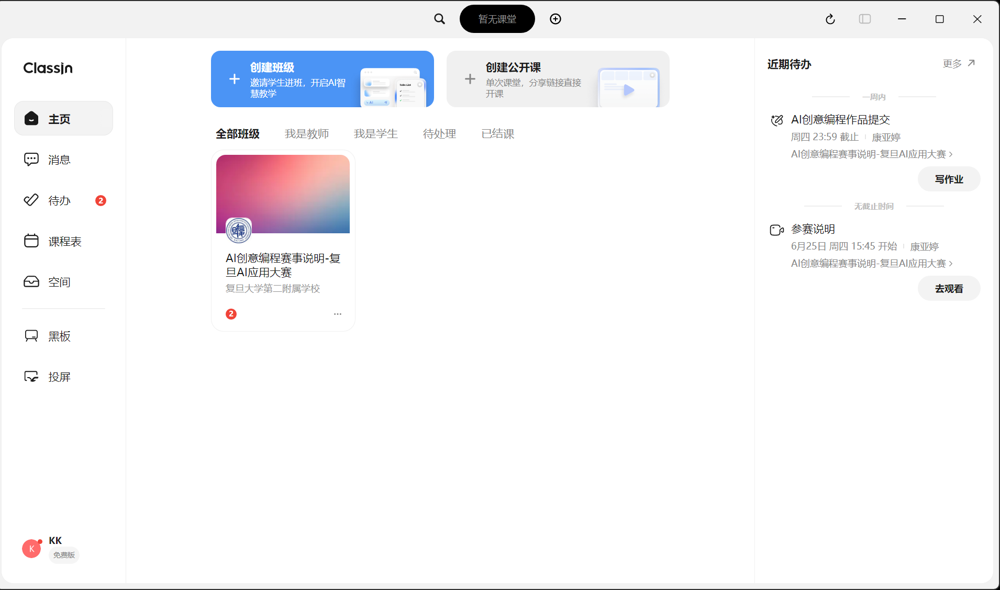 暂无课堂
ClassIn
主页
消息
待办
2
课程表
空间
黑板
投屏
K
KK
免费版
创建班级
邀请学生进班，开启AI智
慧教学
ToDo List
AI
创建公开课
单次课堂，分享链接直接
开课
全部班级
我是教师
我是学生
待处理
已结课
AI创意编程赛事说明-复
旦AI应用大赛
复旦大学第二附属学校
2
近期待办
更多
一周内
AI创意编程作品提交
周四 23:59 截止
康亚婷
AI创意编程赛事说明-复旦AI应用大赛
写作业
无截止时间
参赛说明
6月25日 周四 15:45 开始
康亚婷
AI创意编程赛事说明-复旦AI应用大赛
去观看